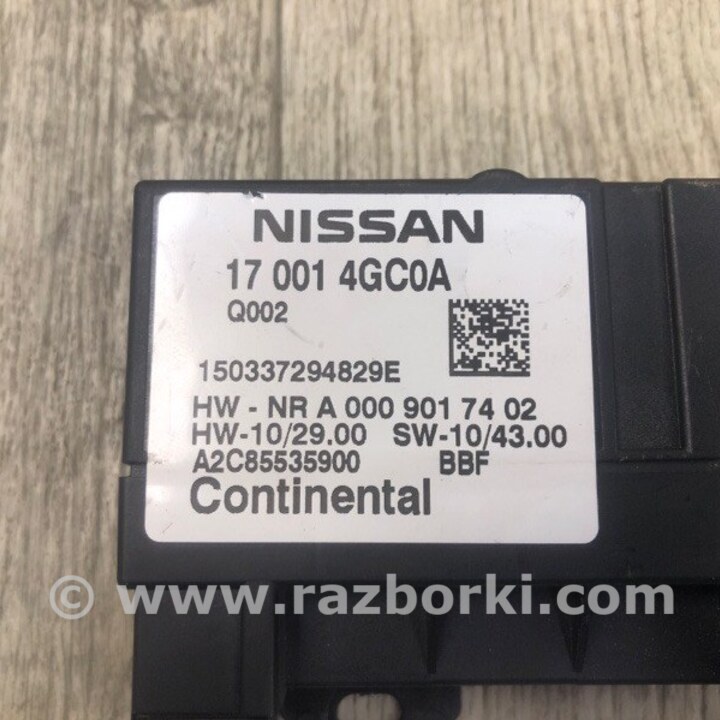 NISSAN
17 001 4GC0A
Q002
150337294829E
HW - NR A 000 901 74 02
HW-10/29.00 SW-10/43.00
A2C85535900 BBF
Continental
© www.razborki.com